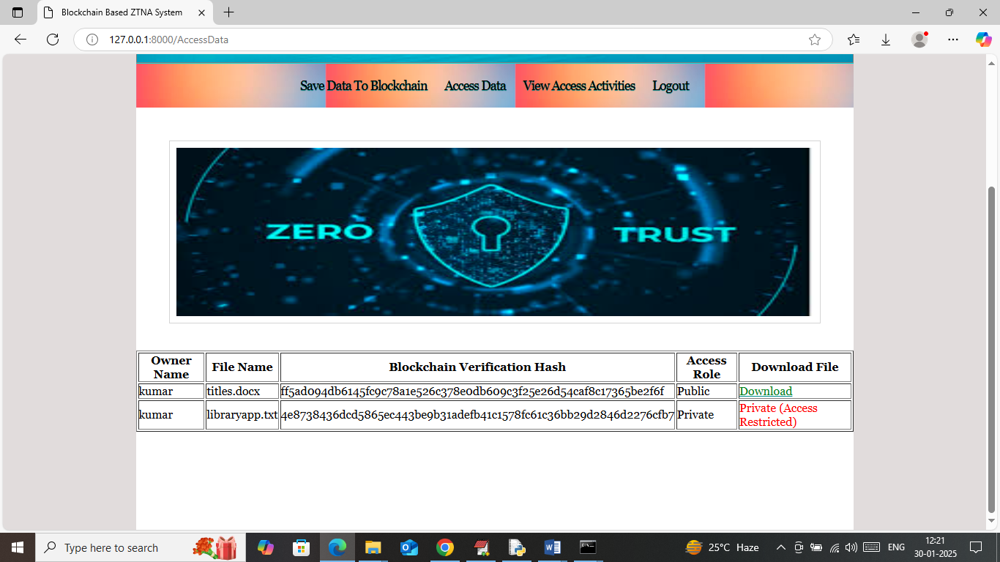 Blockchain Based ZTNA System
127.0.0.1:8000/AccessData
Save Data To Blockchain Access Data View Access Activities Logout
ZERO TRUST
Owner Name File Name Blockchain Verification Hash Access Role Download File
kumar titles.docx ff5ad094db6145fc9c78a1e526c378e0db609c3f25e26d54caf8c17365be2f6f Public Download
kumar libraryapp.txt 4e8738436dcd5865ec443be9b31adefb41c1578fc61c36bb29d2846d2276cfb7 Private Private (Access Restricted)
Type here to search
25°C Haze
ENG
12:21
30-01-2025